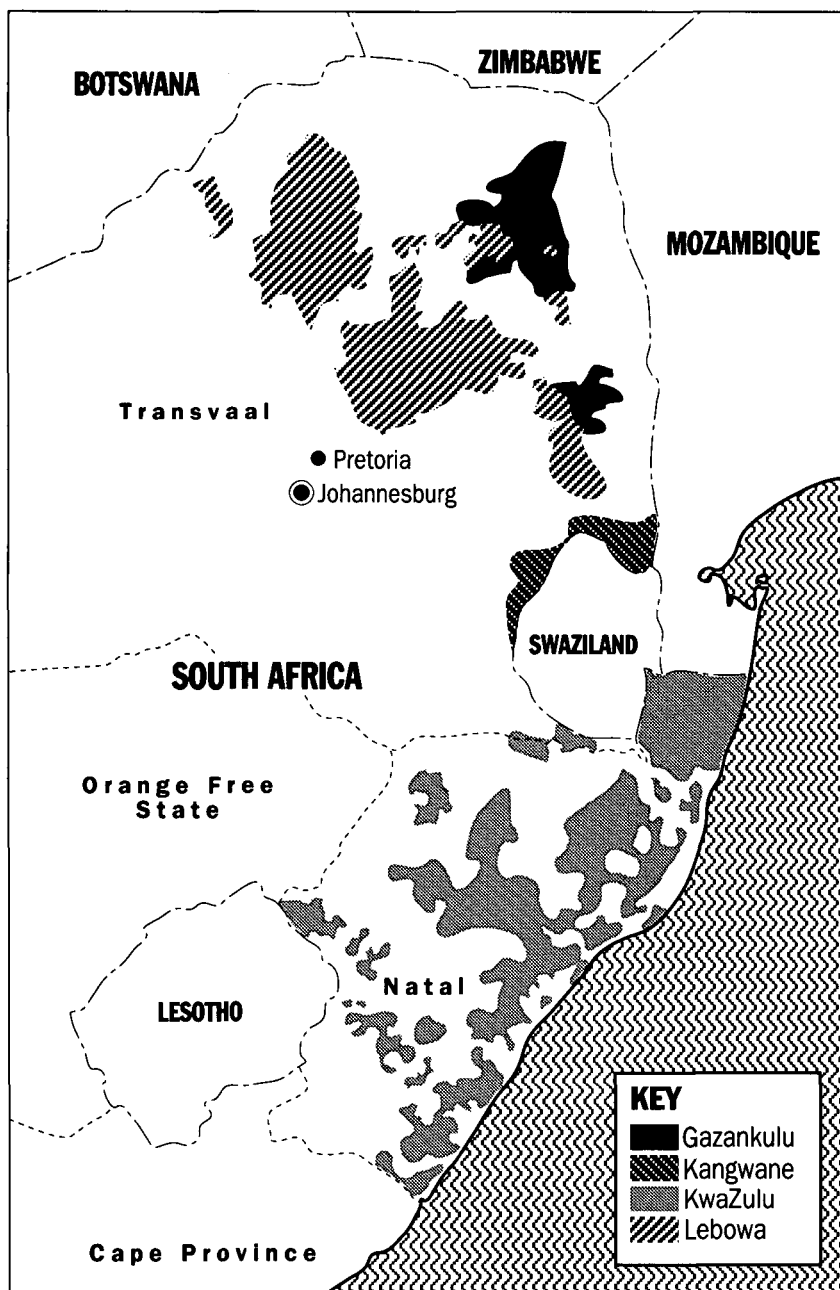 ZIMBABWE
BOTSWANA
MOZAMBIQUE
Transvaal
Pretoria
Johannesburg
SWAZILAND
SOUTH AFRICA
Orange Free
State
Natal
LESOTHO
KEY
Gazankulu
Kangwane
KwaZulu
Lebowa
Cape Province